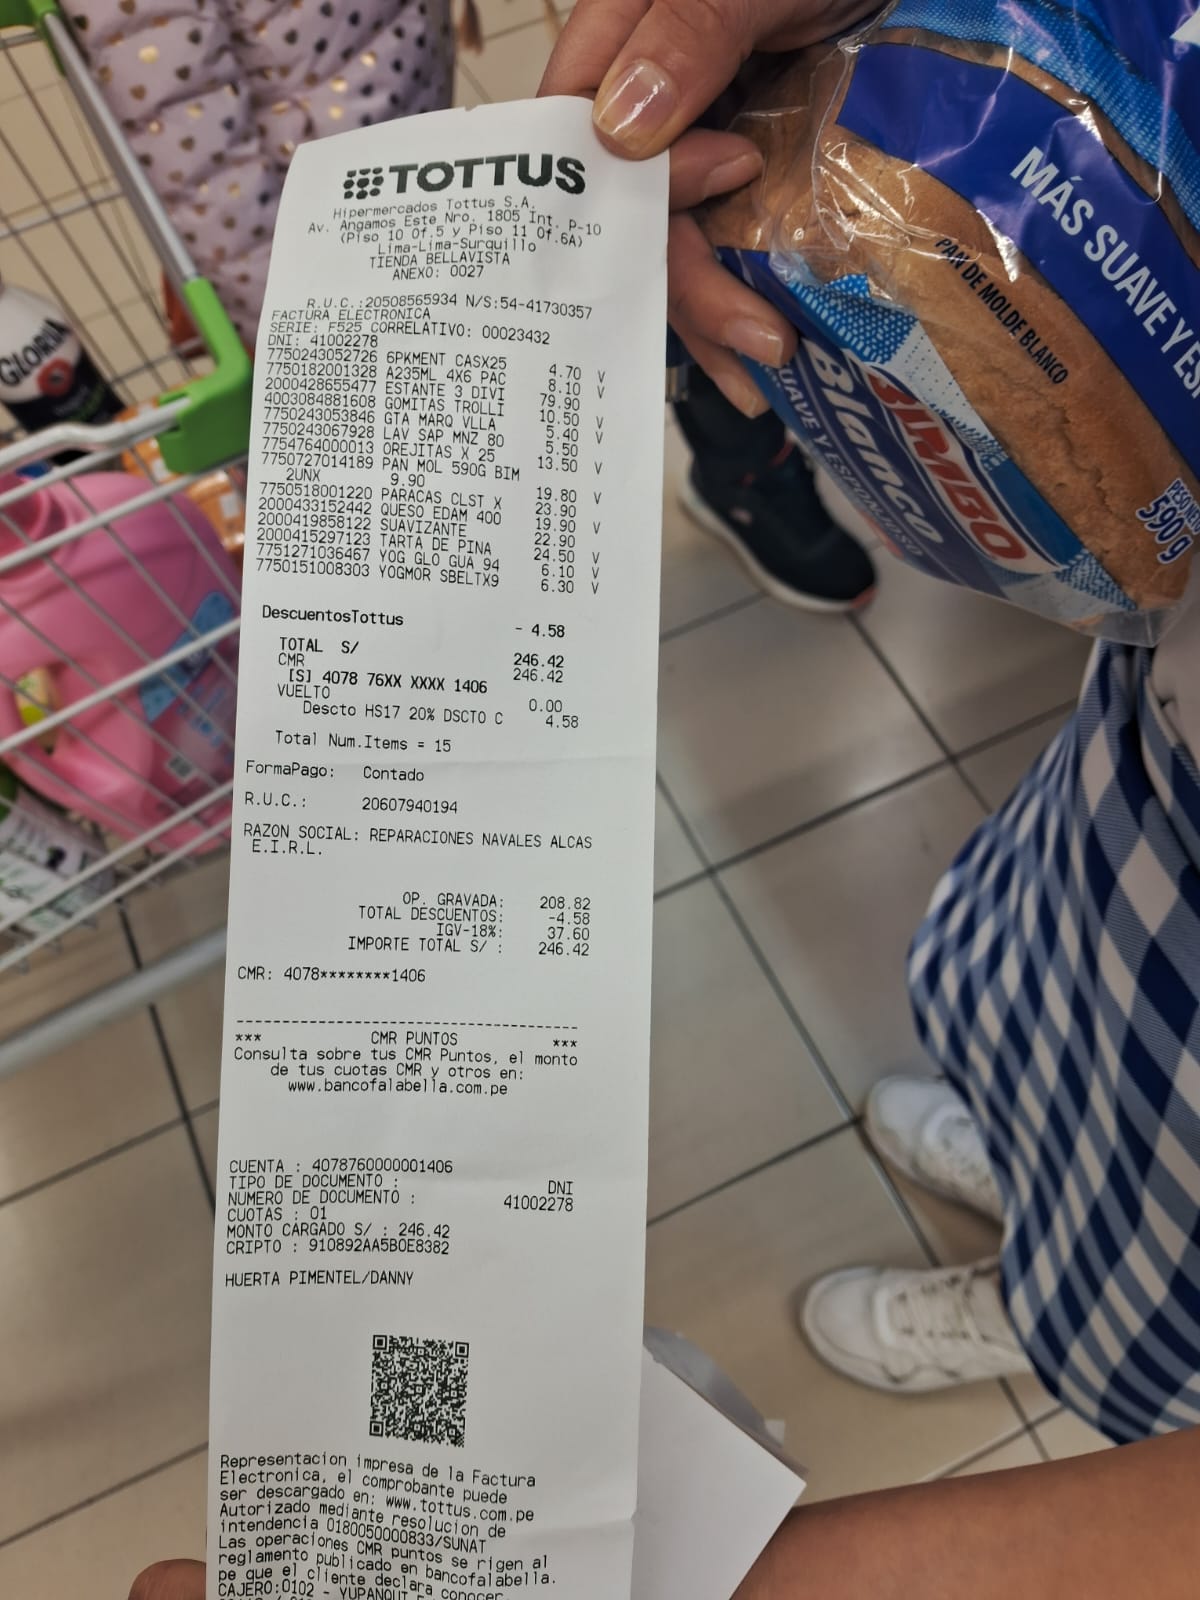 TOTTUS
Hipermercados Tottus S.A.
Av. Angamos Este Nro. 1805 Int. P-10
(Piso 10 Of.5 y Piso 11 Of.6A)
Lima-Lima-Surquillo
TIENDA BELLAVISTA
ANEXO: 0027
R.U.C.:20508565934 N/S:54-41730357
FACTURA ELECTRONICA
SERIE: F525 CORRELATIVO: 00023432
DNI: 41002278
7750243052726 6PKMENT CASX25 4.70 V
7750182001328 A235ML 4X6 PAC 8.10 V
2000428655477 ESTANTE 3 DIVI 79.90
4003084881608 GOMITAS TROLLI 10.50 V
7750243053846 GTA MARQ VLLA 5.40 V
7750243067928 LAV SAP MNZ 80 5.50
7754764000013 OREJITAS X 25 13.50 V
7750727014189 PAN MOL 590G BIM
2UNX 9.90 19.80 V
7750518001220 PARACAS CLST X 23.90
2000433152442 QUESO EDAM 400 19.90 V
2000419858122 SUAVIZANTE 22.90
2000415297123 TARTA DE PINA 24.50 V
7751271036467 YOG GLO GUA 94 6.10 V
7750151008303 YOGMOR SBELTX9 6.30 V
DescuentosTottus - 4.58
TOTAL S/ 246.42
CMR 246.42
[S] 4078 76XX XXXX 1406
VUELTO 0.00
Descto HS17 20% DSCTO C 4.58
Total Num.Items = 15
FormaPago: Contado
R.U.C.: 20607940194
RAZON SOCIAL: REPARACIONES NAVALES ALCAS
E.I.R.L.
OP. GRAVADA: 208.82
TOTAL DESCUENTOS: -4.58
IGV-18%: 37.60
IMPORTE TOTAL S/ : 246.42
CMR: 4078********1406
----------------------------------------
*** CMR PUNTOS ***
Consulta sobre tus CMR Puntos, el monto
de tus cuotas CMR y otros en:
www.bancofalabella.com.pe
CUENTA : 4078760000001406
TIPO DE DOCUMENTO : DNI
NUMERO DE DOCUMENTO : 41002278
CUOTAS : 01
MONTO CARGADO S/ : 246.42
CRIPTO : 910892AA5B0E8382
HUERTA PIMENTEL/DANNY
Representacion impresa de la Factura
Electronica, el comprobante puede
ser descargado en: www.tottus.com.pe
Autorizado mediante resolucion de
intendencia 0180050000833/SUNAT
Las operaciones CMR puntos se rigen al
reglamento publicado en bancofalabella.
pe que el cliente declara conocer.
CAJERO:0102 - YUPANQUI
MÁS SUAVE Y ES
PAN DE MOLDE BLANCO
BIMBO
Blanco
SUAVE Y ESPONJOSO
590g
GLORIA